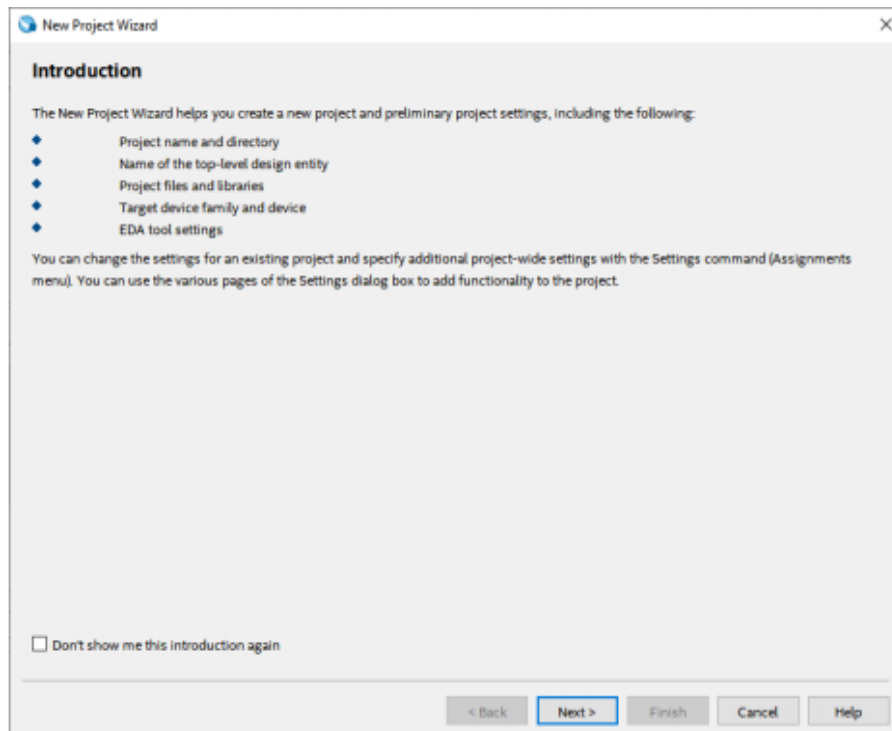 New Project Wizard
Introduction
The New Project Wizard helps you create a new project and preliminary project settings, including the following:
Project name and directory
Name of the top-level design entity
Project files and libraries
Target device family and device
EDA tool settings
You can change the settings for an existing project and specify additional project-wide settings with the Settings command (Assignments
menu). You can use the various pages of the Settings dialog box to add functionality to the project.
Don't show me this introduction again
< Back Next > Finish Cancel Help